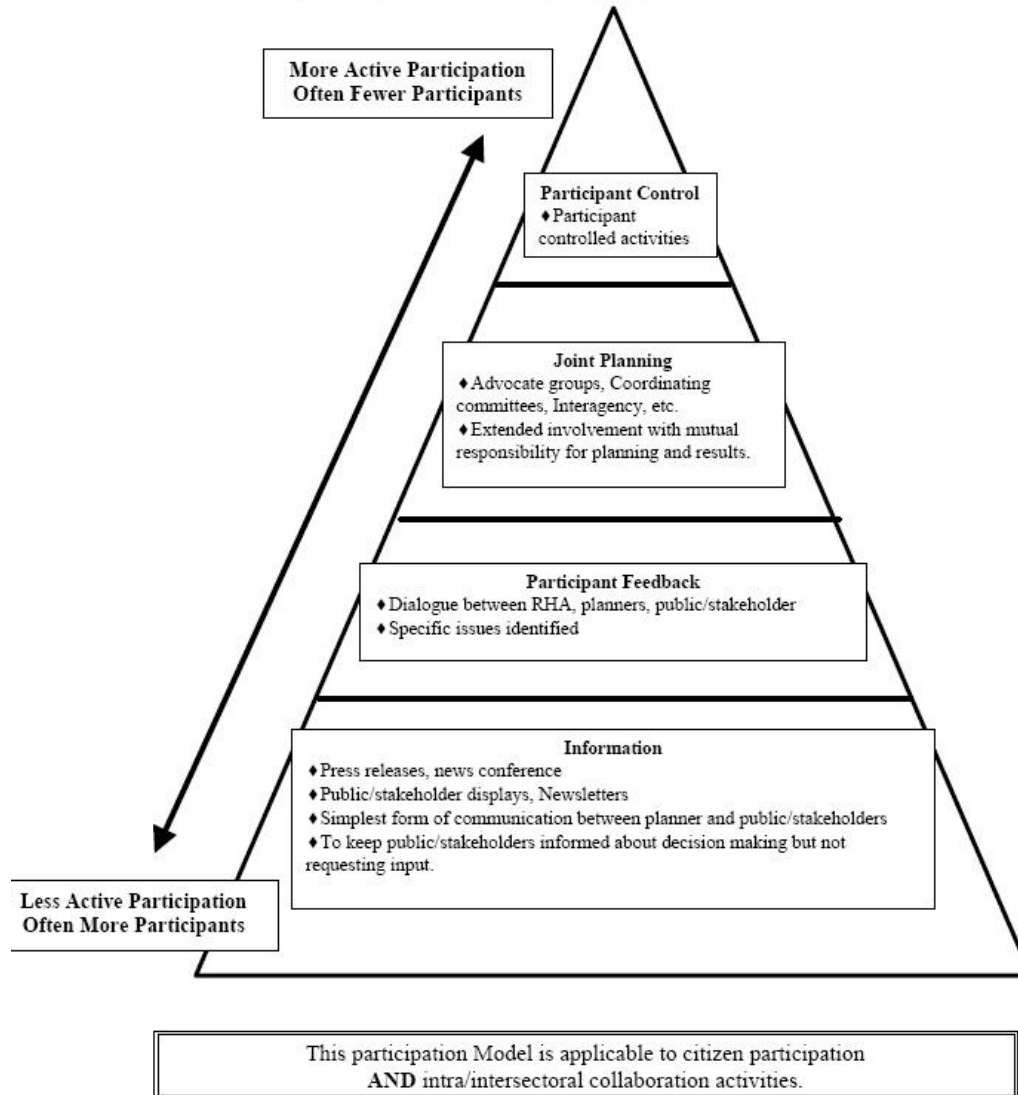 More Active Participation
Often Fewer Participants
Participant Control
♦Participant
controlled activities
Joint Planning
♦Advocate groups, Coordinating
committees, Interagency, etc.
♦Extended involvement with mutual
responsibility for planning and results.
Participant Feedback
♦Dialogue between RHA, planners, public/stakeholder
♦Specific issues identified
Information
♦Press releases, news conference
♦Public/stakeholder displays, Newsletters
♦Simplest form of communication between planner and public/stakeholders
♦To keep public/stakeholders informed about decision making but not
requesting input.
Less Active Participation
Often More Participants
This participation Model is applicable to citizen participation
AND intra/intersectoral collaboration activities.